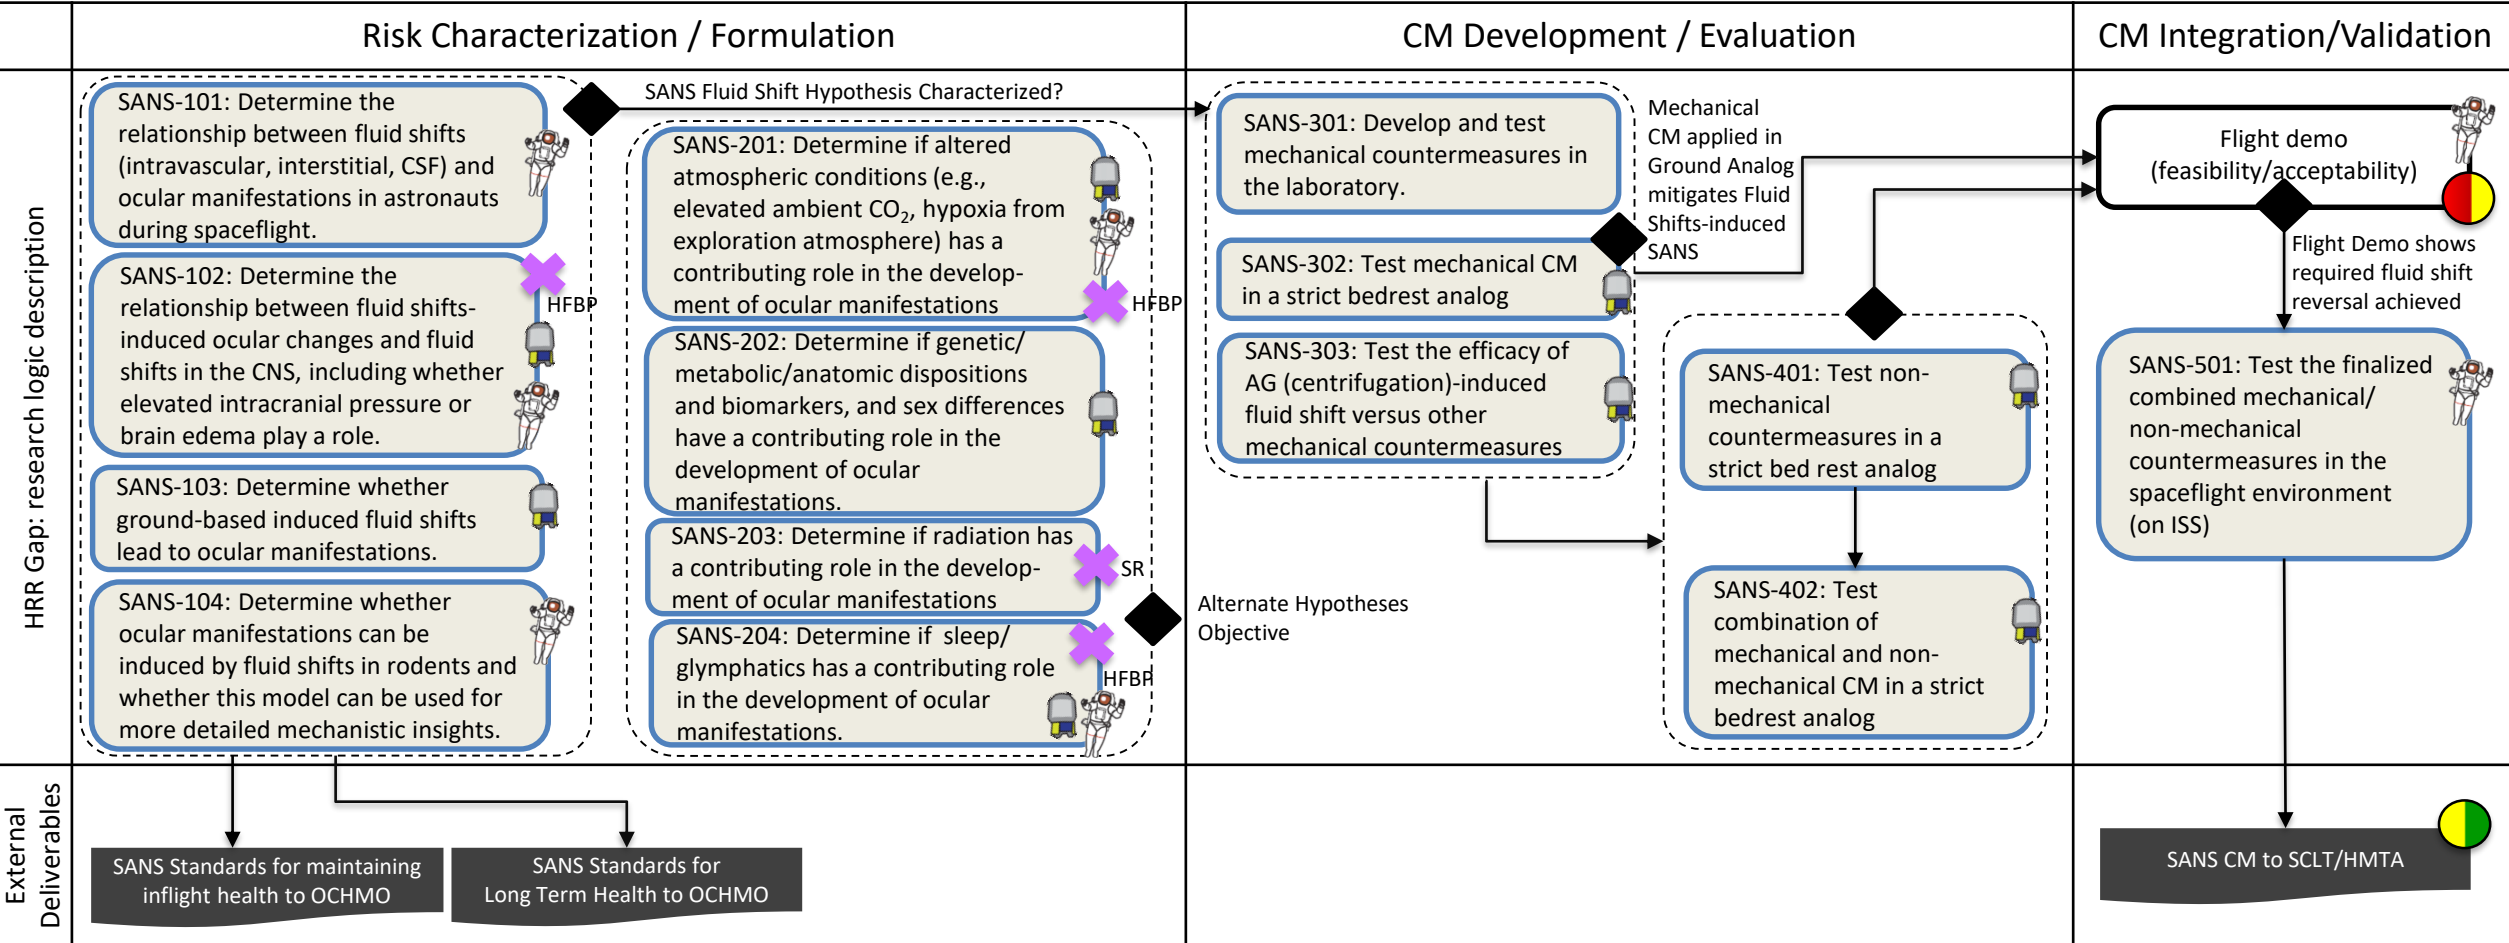 Risk Characterization / Formulation
CM Development / Evaluation
CM Integration/Validation
HRR Gap: research logic description
SANS-101: Determine the
relationship between fluid shifts
(intravascular, interstitial, CSF) and
ocular manifestations in astronauts
during spaceflight.
SANS-102: Determine the
relationship between fluid shifts-
induced ocular changes and fluid
shifts in the CNS, including whether
elevated intracranial pressure or
brain edema play a role.
HFBP
SANS-103: Determine whether
ground-based induced fluid shifts
lead to ocular manifestations.
SANS-104: Determine whether
ocular manifestations can be
induced by fluid shifts in rodents and
whether this model can be used for
more detailed mechanistic insights.
SANS Fluid Shift Hypothesis Characterized?
SANS-201: Determine if altered
atmospheric conditions (e.g.,
elevated ambient CO₂, hypoxia from
exploration atmosphere) has a
contributing role in the develop-
ment of ocular manifestations
HFBP
SANS-202: Determine if genetic/
metabolic/anatomic dispositions
and biomarkers, and sex differences
have a contributing role in the
development of ocular
manifestations.
SANS-203: Determine if radiation has
a contributing role in the develop-
ment of ocular manifestations
SR
SANS-204: Determine if sleep/
glymphatics has a contributing role
in the development of ocular
manifestations.
HFBP
Alternate Hypotheses
Objective
SANS-301: Develop and test
mechanical countermeasures in
the laboratory.
SANS-302: Test mechanical CM
in a strict bedrest analog
SANS-303: Test the efficacy of
AG (centrifugation)-induced
fluid shift versus other
mechanical countermeasures
Mechanical
CM applied in
Ground Analog
mitigates Fluid
Shifts-induced
SANS
SANS-401: Test non-
mechanical
countermeasures in a
strict bed rest analog
SANS-402: Test
combination of
mechanical and non-
mechanical CM in a strict
bedrest analog
Flight demo
(feasibility/acceptability)
Flight Demo shows
required fluid shift
reversal achieved
SANS-501: Test the finalized
combined mechanical/
non-mechanical
countermeasures in the
spaceflight environment
(on ISS)
External
Deliverables
SANS Standards for maintaining
inflight health to OCHMO
SANS Standards for
Long Term Health to OCHMO
SANS CM to SCLT/HMTA